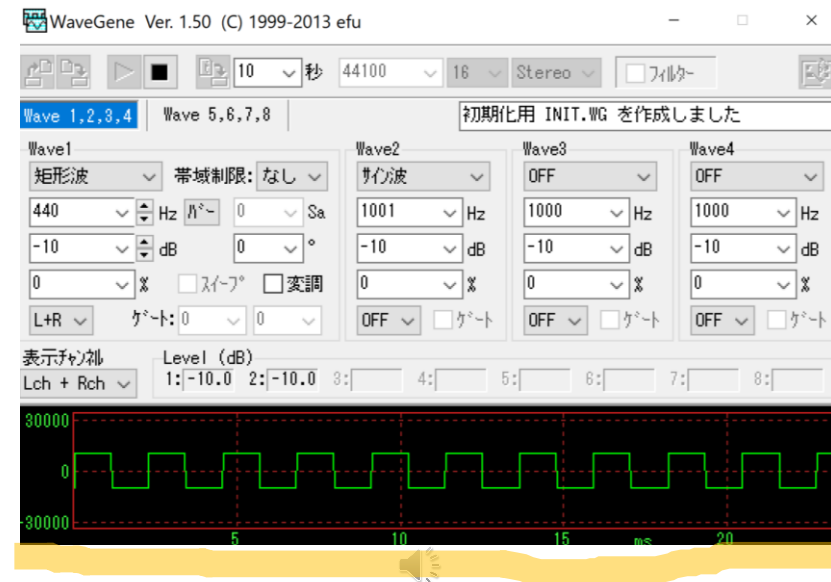 WaveGene Ver. 1.50 (C) 1999-2013 efu
10 秒 44100 16 Stereo フィルター
Wave 1,2,3,4 Wave 5,6,7,8 初期化用 INIT.WG を作成しました
Wave1 Wave2 Wave3 Wave4
矩形波 帯域制限: なし サイン波 OFF OFF
440 Hz バー 0 Sa 1001 Hz 1000 Hz 1000 Hz
-10 dB 0 ° -10 dB -10 dB -10 dB
0 % スイープ 変調 0 % 0 % 0 %
L+R ゲート: 0 0 OFF ゲート OFF ゲート OFF ゲート
表示チャンネル Level (dB)
Lch + Rch 1: -10.0 2: -10.0 3: 4: 5: 6: 7: 8:
30000
0
-30000
5 10 15 ms 20